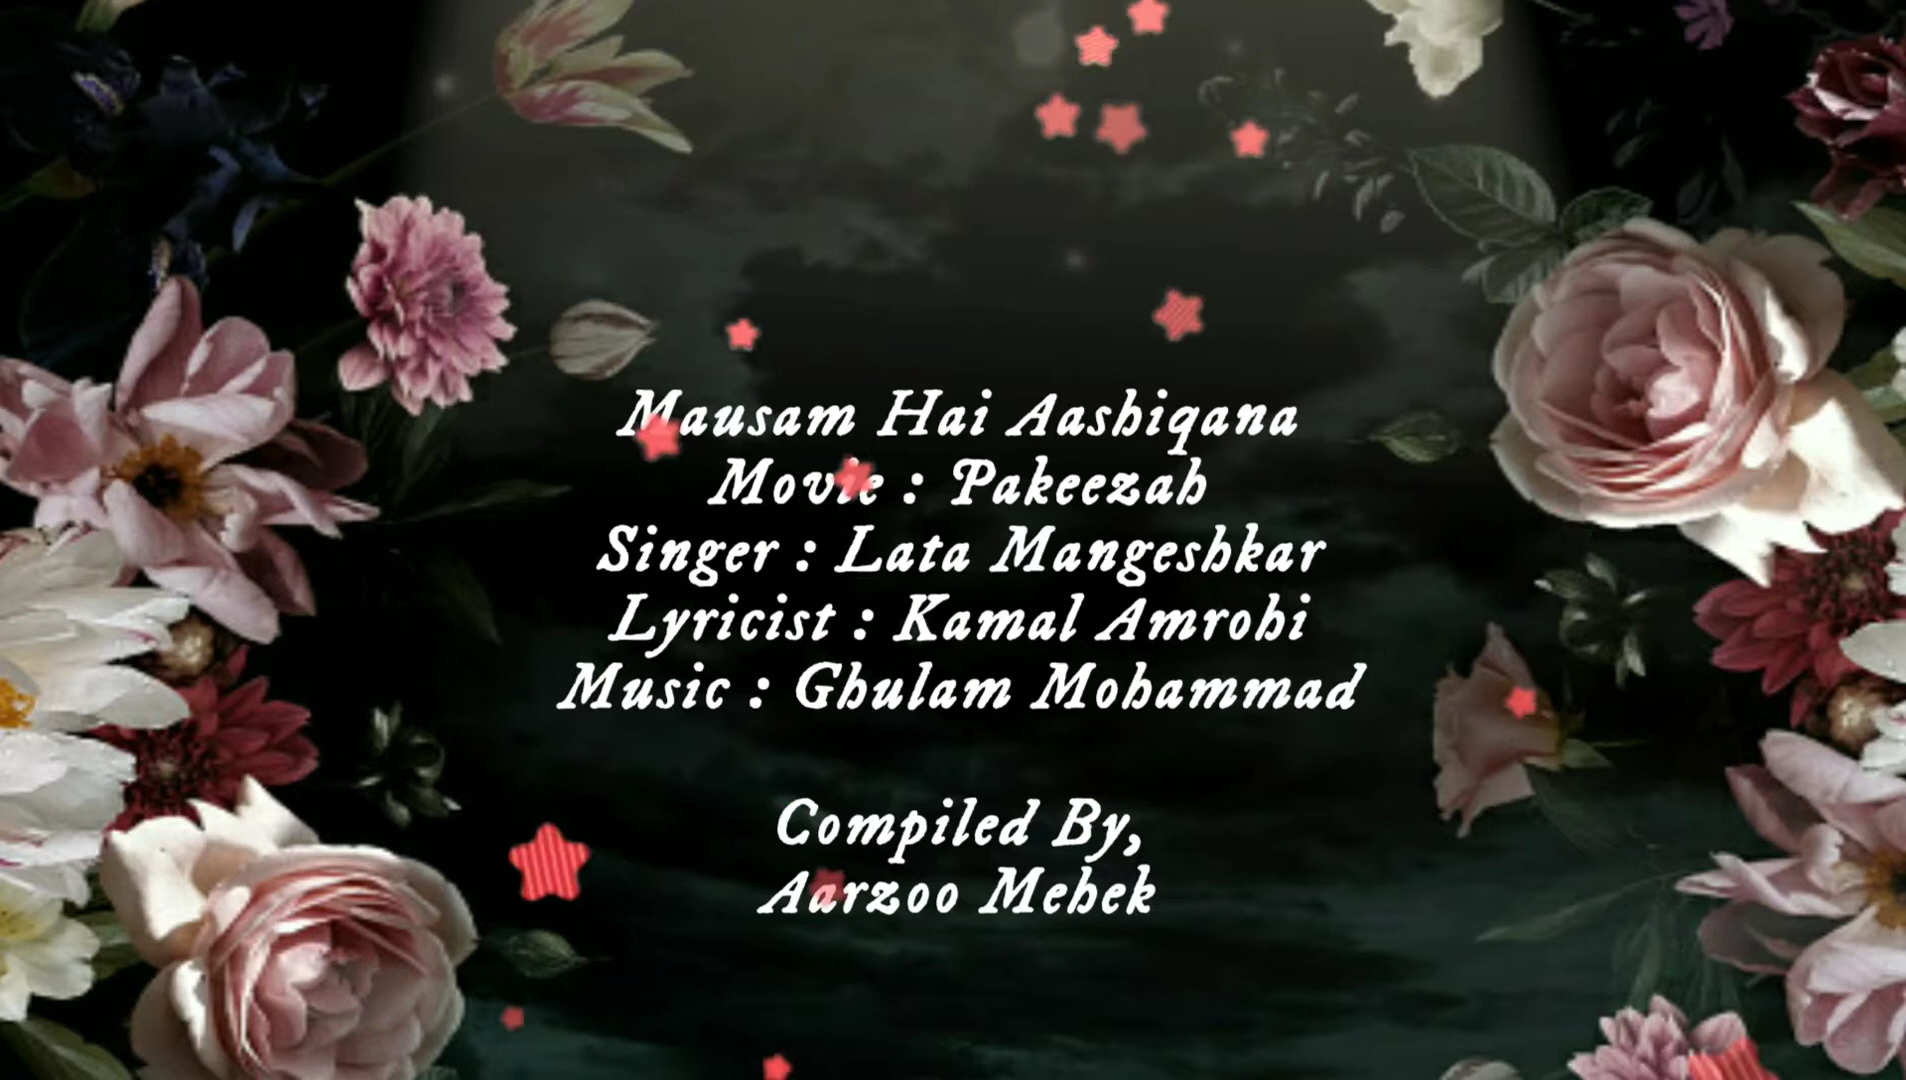 Mausam Hai Aashiqana
Movie : Pakeezah
Singer : Lata Mangeshkar
Lyricist : Kamal Amrohi
Music : Ghulam Mohammad
Compiled By,
Aarzoo Mehek